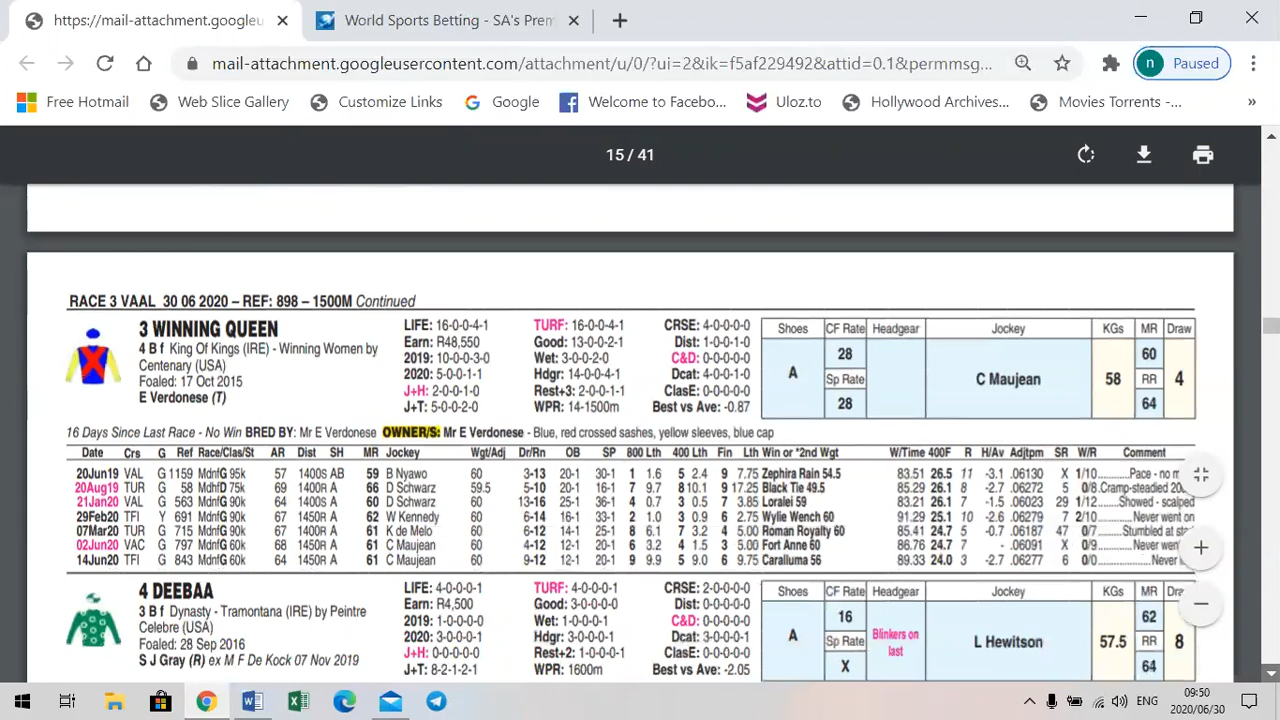 https://mail-attachment.googleu
World Sports Betting - SA's Pren
mail-attachment.googleusercontent.com/attachment/u/0/?ui=2&ik=f5af229492&attid=0.1&permmsg...
n Paused
Free Hotmail Web Slice Gallery Customize Links Google Welcome to Facebo... Uloz.to Hollywood Archives... Movies Torrents -... »
15 / 41
RACE 3 VAAL 30 06 2020 – REF: 898 – 1500M Continued
3 WINNING QUEEN
4 B f King Of Kings (IRE) - Winning Women by
Centenary (USA)
Foaled: 17 Oct 2015
E Verdonese (T)
LIFE: 16-0-0-4-1 TURF: 16-0-0-4-1 CRSE: 4-0-0-0-0
Earn: R48,550 Good: 13-0-0-2-1 Dist: 1-0-0-1-0
2019: 10-0-0-3-0 Wet: 3-0-0-2-0 C&D: 0-0-0-0-0
2020: 5-0-0-1-1 Hdgr: 14-0-0-4-1 Dcat: 4-0-0-1-0
J+H: 2-0-0-1-0 Rest+3: 2-0-0-1-1 ClasE: 0-0-0-0-0
J+T: 5-0-0-2-0 WPR: 14-1500m Best vs Ave: -0.87
Shoes CF Rate Headgear Jockey KGs MR Draw
A 28 Sp Rate 28 C Maujean 58 60 RR 64 4
16 Days Since Last Race - No Win BRED BY: Mr E Verdonese OWNER/S: Mr E Verdonese - Blue, red crossed sashes, yellow sleeves, blue cap
Date Crs G Ref Race/Clas/St AR Dist SH MR Jockey Wgt/Adj Dr/Rn OB SP 800 Lth 400 Lth Fin Lth Win or *2nd Wgt W/Time 400F R H/Av Adjtpm SR W/R Comment
20Jun19 VAL G 1159 MdnfG 95k 57 1400S AB 59 B Nyawo 60 3-13 20-1 30-1 1 1.6 5 2.4 9 7.75 Zephira Rain 54.5 83.51 26.5 11 -3.1 .06130 X 1/10 ..........Pace - no m
20Aug19 TUR G 58 MdnfD 75k 69 1400R A 66 D Schwarz 59.5 5-10 20-1 16-1 7 9.7 8 10.1 9 17.25 Black Tie 49.5 85.29 26.1 8 -2.7 .06272 5 0/8 .Cramp-steadied 200
21Jan20 VAL G 563 MdnfG 90k 64 1400S A 60 D Schwarz 60 13-16 25-1 36-1 4 0.7 3 0.5 7 3.85 Loralei 59 83.21 26.1 7 -1.5 .06023 29 1/12 ........Showed - scalped
29Feb20 TFI Y 691 MdnfG 90k 67 1450R A 62 W Kennedy 60 6-14 16-1 33-1 2 1.0 3 0.9 6 2.75 Wylie Wench 60 91.29 25.1 10 -2.6 .06279 7 2/10 ............Never went on
07Mar20 TUR G 715 MdnfG 90k 67 1450R A 61 K de Melo 60 6-12 14-1 25-1 8 6.1 7 3.2 4 5.00 Roman Royalty 60 85.41 24.7 5 -0.7 .06187 47 0/7 .......Stumbled at st
02Jun20 VAC G 797 MdnfG 60k 68 1450R A 61 C Maujean 60 4-12 12-1 20-1 6 3.2 4 1.5 3 5.00 Fort Anne 60 86.76 24.7 7 - .06091 X 0/9 ............Never wen
14Jun20 TFI G 843 MdnfG 60k 64 1450R A 61 C Maujean 60 9-12 12-1 20-1 9 9.9 5 9.0 6 9.75 Caralluma 56 89.33 24.0 3 -2.7 .06277 6 0/0 ..................Never
4 DEEBAA
3 B f Dynasty - Tramontana (IRE) by Peintre
Celebre (USA)
Foaled: 28 Sep 2016
S J Gray (R) ex M F De Kock 07 Nov 2019
LIFE: 4-0-0-0-1 TURF: 4-0-0-0-1 CRSE: 2-0-0-0-0
Earn: R4,500 Good: 3-0-0-0-0 Dist: 0-0-0-0-0
2019: 1-0-0-0-0 Wet: 1-0-0-0-1 C&D: 0-0-0-0-0
2020: 3-0-0-0-1 Hdgr: 3-0-0-0-1 Dcat: 3-0-0-0-1
J+H: 0-0-0-0-0 Rest+2: 1-0-0-0-1 ClasE: 0-0-0-0-0
J+T: 8-2-1-2-1 WPR: 1600m Best vs Ave: -2.05
Shoes CF Rate Headgear Jockey KGs MR Draw
A 16 Sp Rate X Blinkers on last L Hewitson 57.5 62 RR 64 8
ENG
09:50
2020/06/30